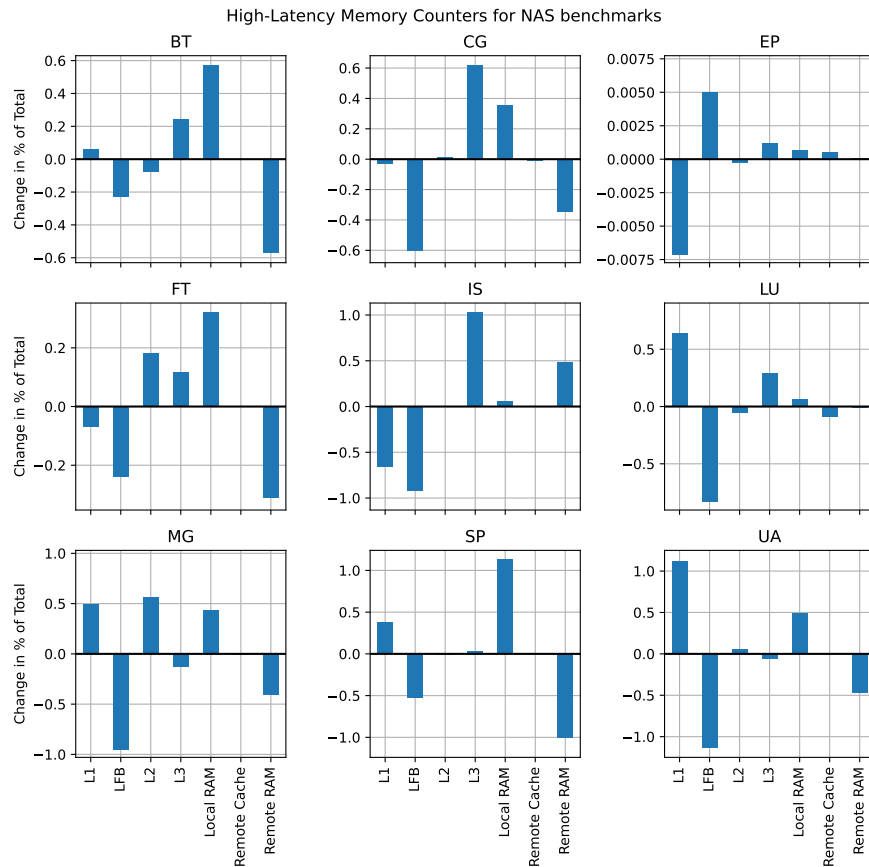 High-Latency Memory Counters for NAS benchmarks
BT
CG
EP
Change in % of Total
0.6
0.4
0.2
0.0
−0.2
−0.4
−0.6
0.6
0.4
0.2
0.0
−0.2
−0.4
−0.6
0.0075
0.0050
0.0025
0.0000
−0.0025
−0.0050
−0.0075
FT
IS
LU
Change in % of Total
0.2
0.0
−0.2
1.0
0.5
0.0
−0.5
−1.0
0.5
0.0
−0.5
MG
SP
UA
Change in % of Total
1.0
0.5
0.0
−0.5
−1.0
1.0
0.5
0.0
−0.5
−1.0
1.0
0.5
0.0
−0.5
−1.0
L1
LFB
L2
L3
Local RAM
Remote Cache
Remote RAM
L1
LFB
L2
L3
Local RAM
Remote Cache
Remote RAM
L1
LFB
L2
L3
Local RAM
Remote Cache
Remote RAM